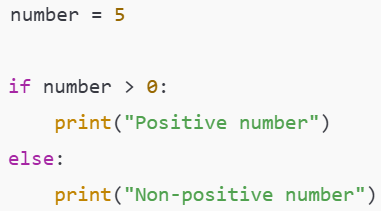 number = 5

if number > 0:
    print("Positive number")
else:
    print("Non-positive number")